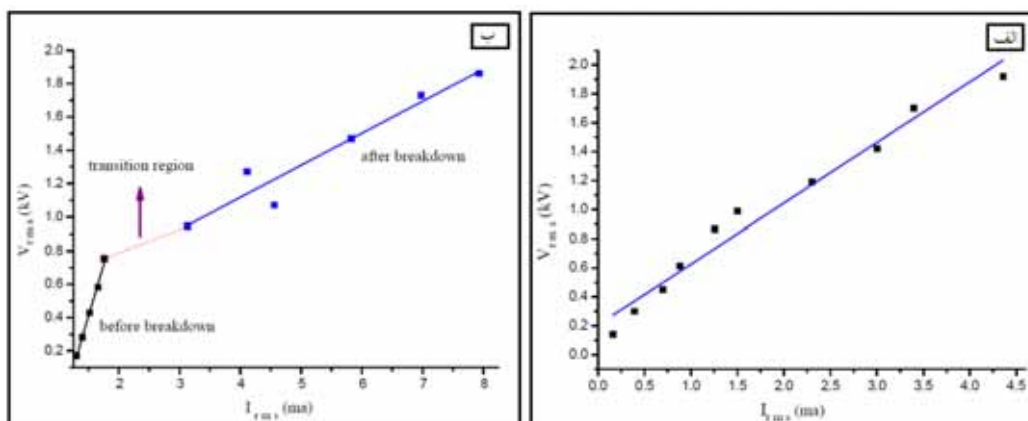 ب
2.0
1.8
1.6
1.4
1.2
1.0
0.8
0.6
0.4
0.2
V r m s (kV)
transition region
after breakdown
before breakdown
2 3 4 5 6 7 8
I r m s (ma)
الف
2.0
1.8
1.6
1.4
1.2
1.0
0.8
0.6
0.4
0.2
0.0
V r m s (kV)
0.0 0.5 1.0 1.5 2.0 2.5 3.0 3.5 4.0 4.5
I r m s (ma)